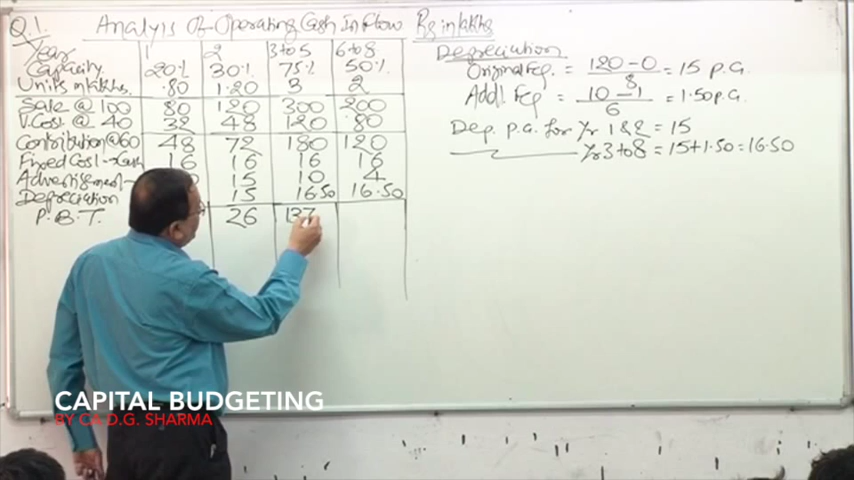 Q.1. Analysis Of Operating Cash In Flow Rs in lakhs
Year 1 2 3 to 5 6 to 8
Capacity 20% 30% 75% 50%
Units in lakhs .80 1.20 3 2
Sale @ 100 80 120 300 200
V.Cost @ 40 32 48 120 80
Contribution @ 60 48 72 180 120
Fixed Cost → Cash 16 16 16 16
Advertisement 15 10 4
Depreciation 15 16.50 16.50
P.B.T. 26 137
Depreciation
Original Eqp. = 120 - 0 / 8 = 15 p.a.
Addl Eqp = 10 - 1 / 6 = 1.50 p.a.
Dep. p.a. for Yr 1 & 2 = 15
Yr 3 to 8 = 15 + 1.50 = 16.50
CAPITAL BUDGETING
BY CA D.G. SHARMA